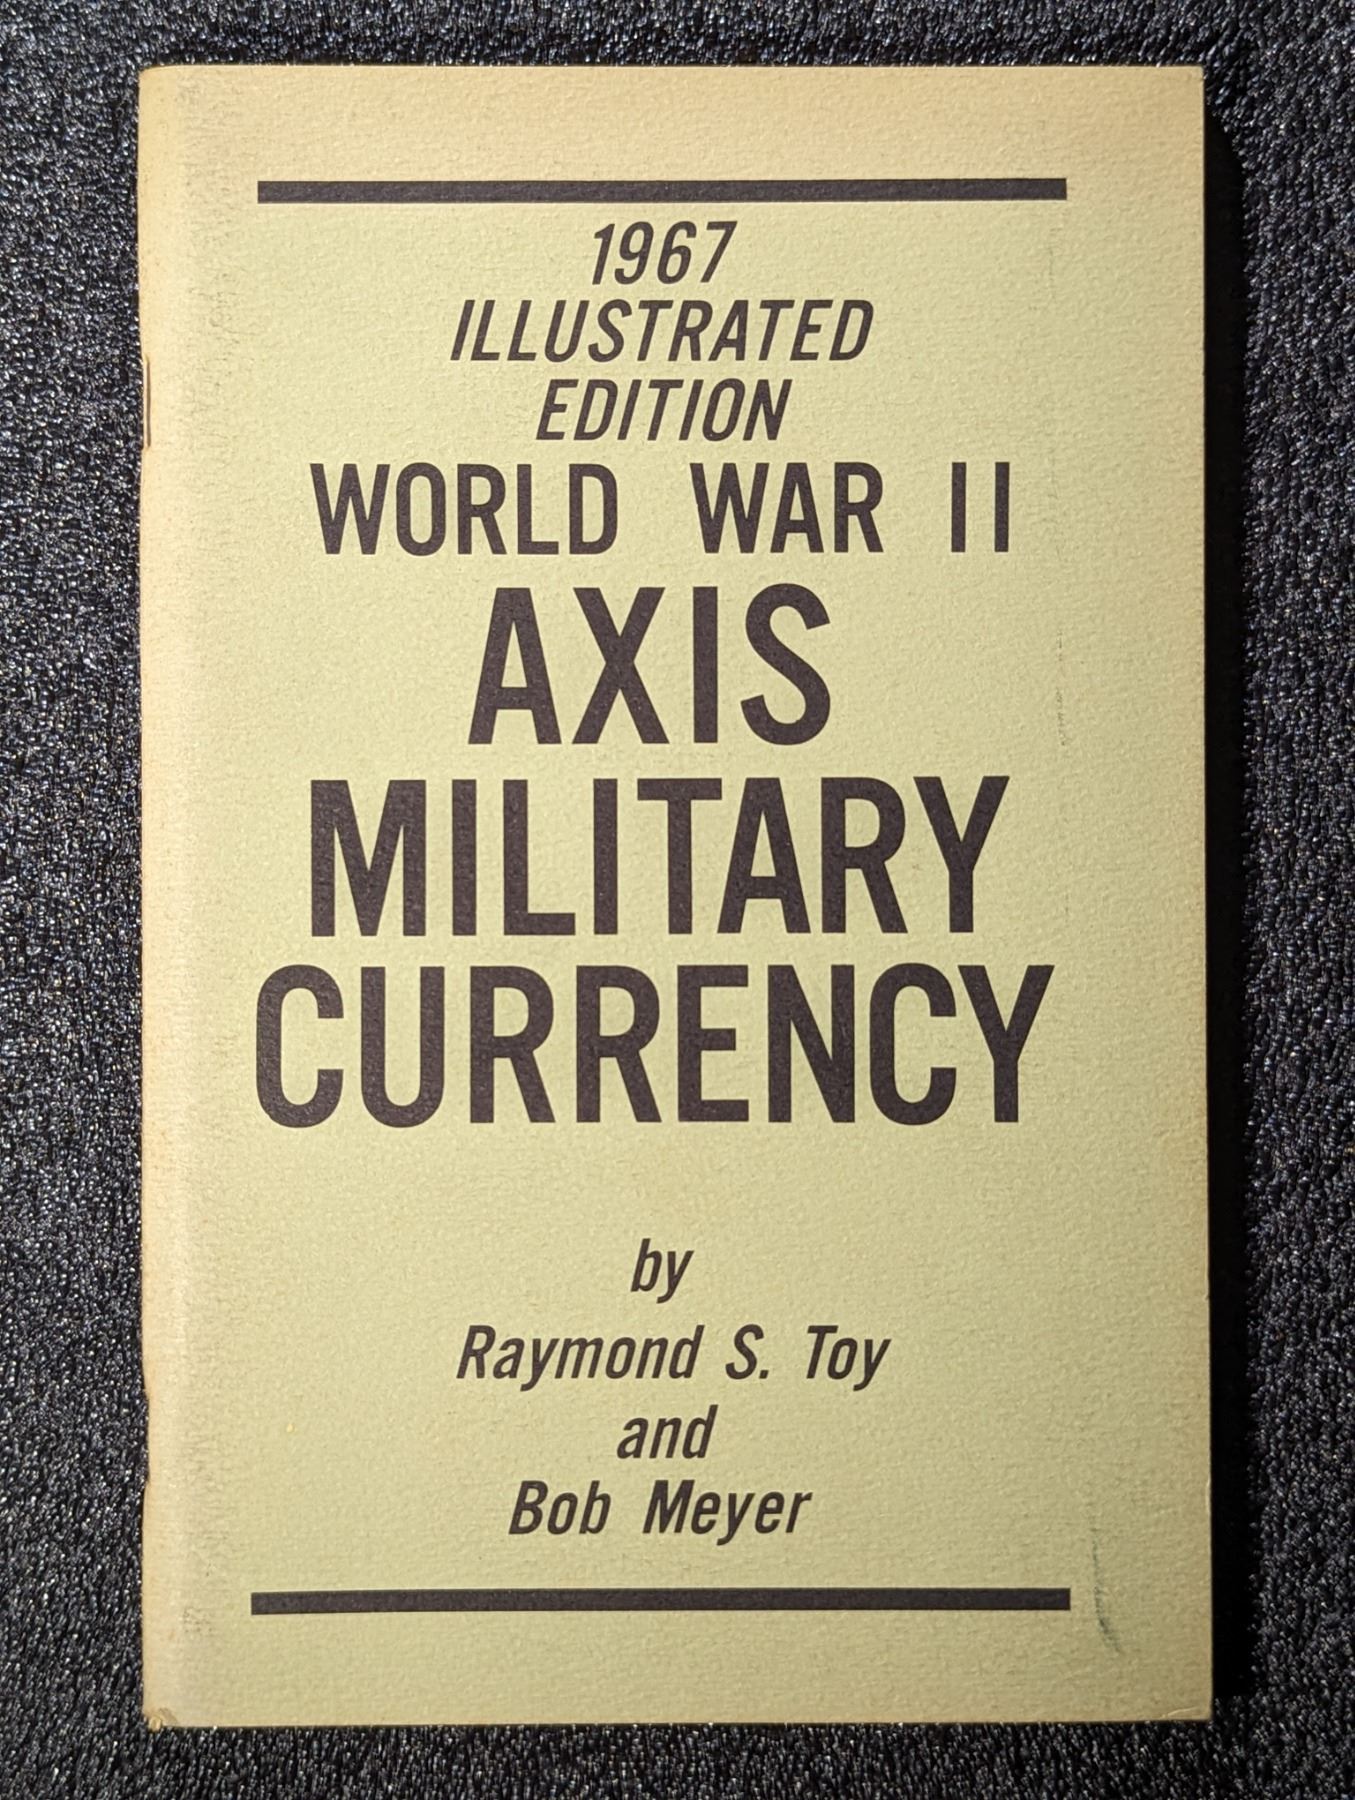 1967
ILLUSTRATED
EDITION
WORLD WAR II
AXIS
MILITARY
CURRENCY
by
Raymond S. Toy
and
Bob Meyer